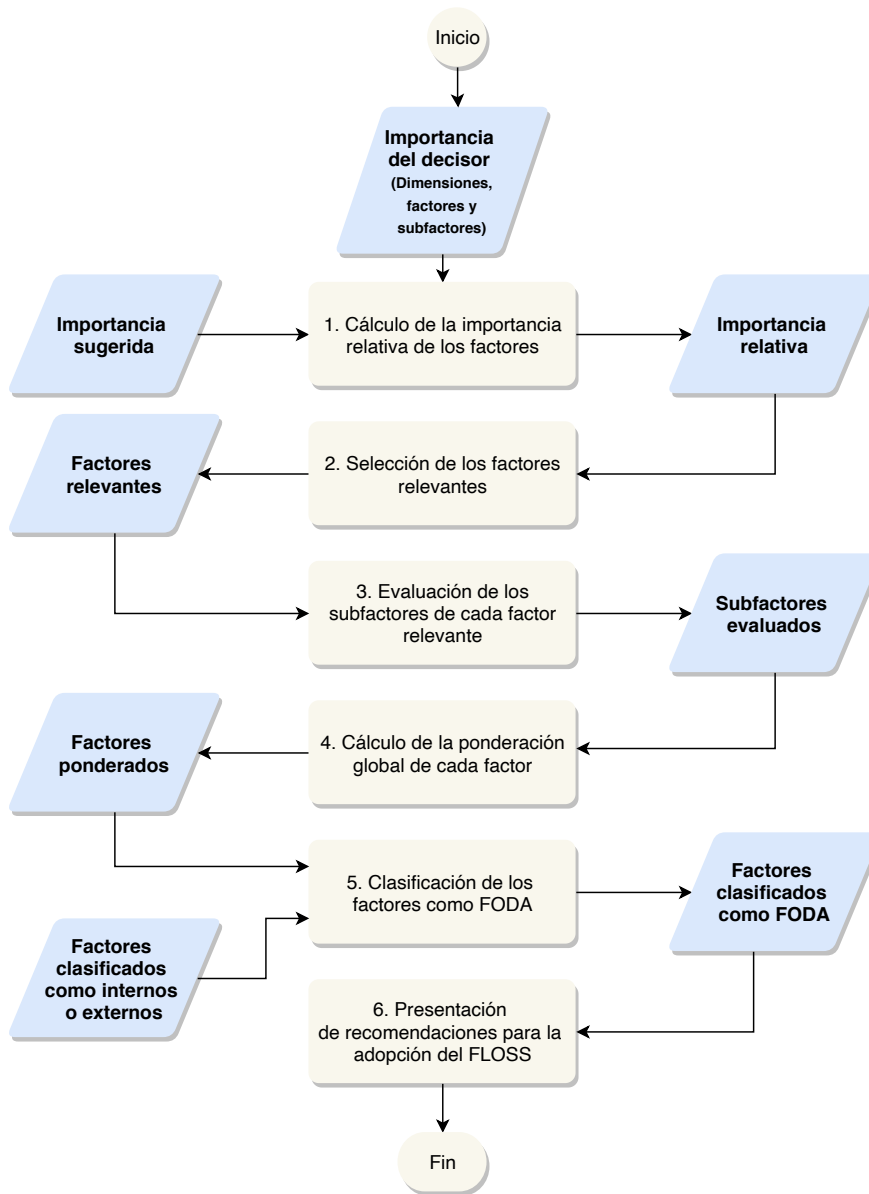 Inicio
Importancia
del decisor
(Dimensiones,
factores y
subfactores)
Importancia
sugerida
1. Cálculo de la importancia
relativa de los factores
Importancia
relativa
Factores
relevantes
2. Selección de los factores
relevantes
3. Evaluación de los
subfactores de cada factor
relevante
Subfactores
evaluados
Factores
ponderados
4. Cálculo de la ponderación
global de cada factor
5. Clasificación de los
factores como FODA
Factores
clasificados
como FODA
Factores
clasificados
como internos
o externos
6. Presentación
de recomendaciones para la
adopción del FLOSS
Fin